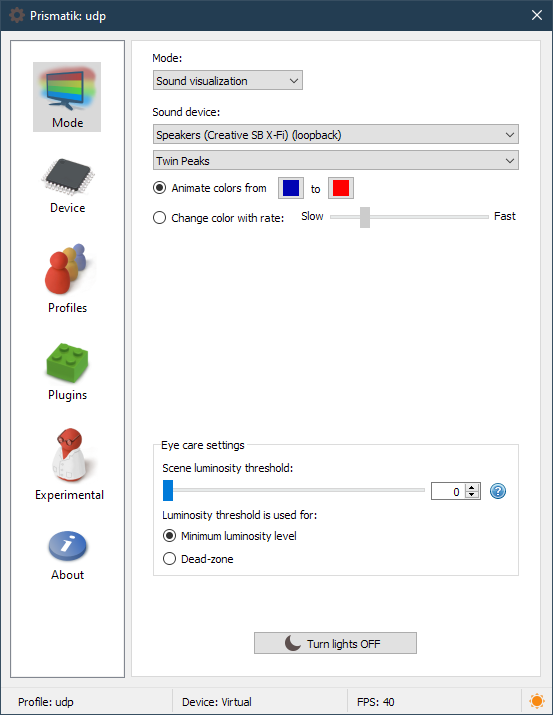 Prismatik: udp
Mode
Device
Profiles
Plugins
Experimental
About
Mode:
Sound visualization
Sound device:
Speakers (Creative SB X-Fi) (loopback)
Twin Peaks
Animate colors from to
Change color with rate: Slow Fast
Eye care settings
Scene luminosity threshold:
0 ?
Luminosity threshold is used for:
Minimum luminosity level
Dead-zone
Turn lights OFF
Profile: udp Device: Virtual FPS: 40